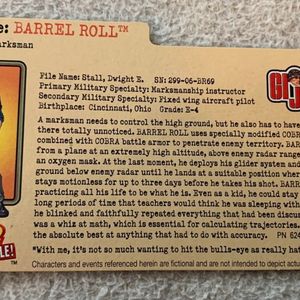 e: BARREL ROLL™
marksman
File Name: Stall, Dwight E. SN: 299-06-BR69
Primary Military Specialty: Marksmanship instructor
Secondary Military Specialty: Fixed wing aircraft pilot
Birthplace: Cincinnati, Ohio Grade: E-4
GI J
A marksman needs to control the high ground, but he also has to have
there totally unnoticed. BARREL ROLL uses specially modified COBR
combined with COBRA battle armor to penetrate enemy territory. BARR
from a plane at an extremely high altitude, above enemy radar range
an oxygen mask. At the last moment, he deploys his glider system and
ground below enemy radar until he lands at a suitable position wher
stays motionless for up to three days before he takes his shot. BARR
practicing all his life to be what he is. Even as a kid, he could stay
long periods of time that teachers would think he was sleeping with
he blinked and faithfully repeated everything that had been discus
was a whiz at math, which is essential for calculating trajectories.
the absolute best at anything that had to do with accuracy. PN 624
LE!
"With me, it's not so much wanting to hit the bulls-eye as really hat
Characters and events referenced herein are fictional and are not intended to depict actu